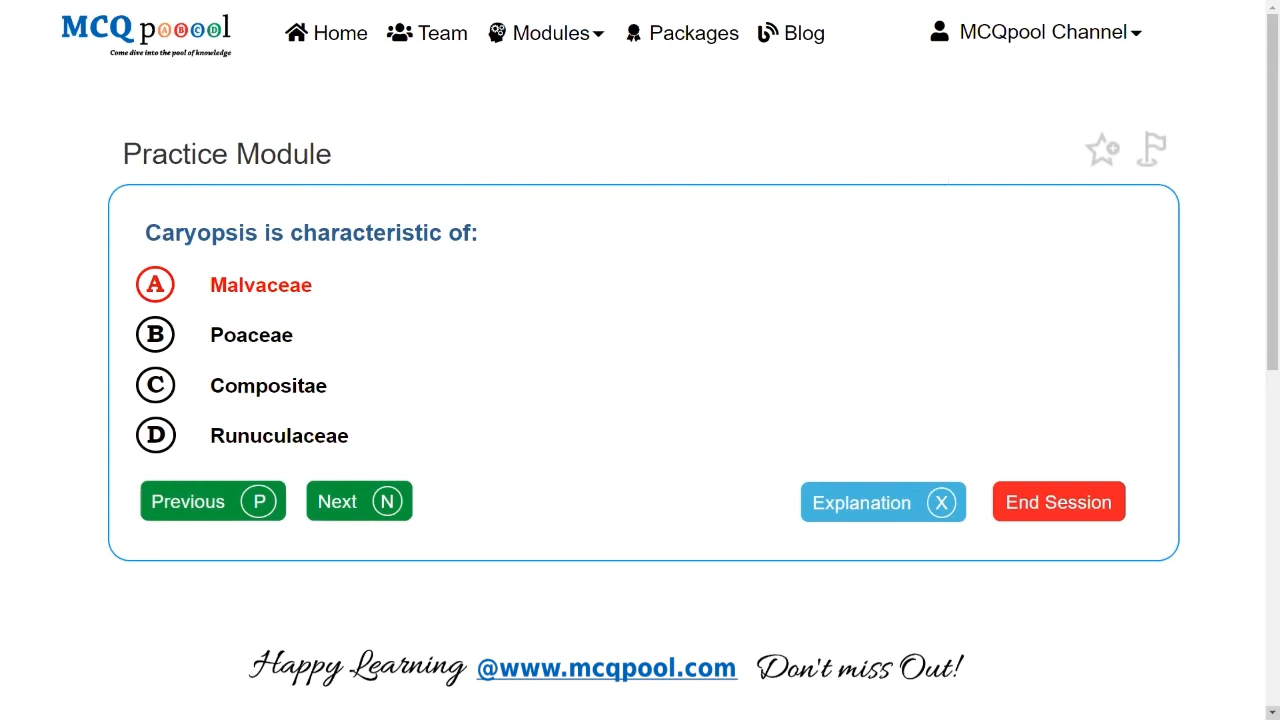 MCQ pABCDl
Come dive into the pool of knowledge
Home Team Modules Packages Blog MCQpool Channel
Practice Module
Caryopsis is characteristic of:
A Malvaceae
B Poaceae
C Compositae
D Runuculaceae
Previous P Next N Explanation X End Session
Happy Learning @www.mcqpool.com Don't miss Out!